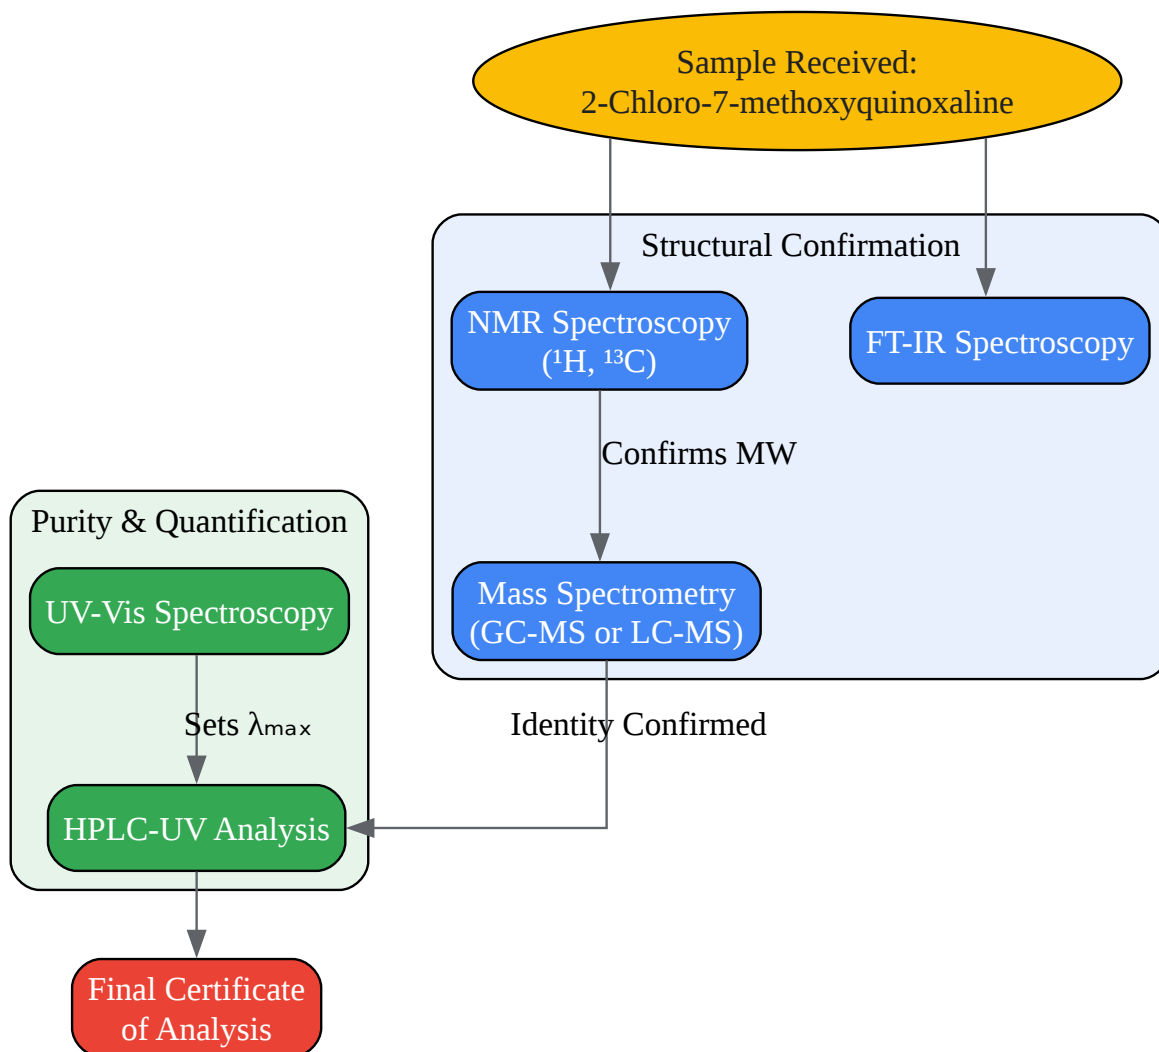 Sample Received:
2-Chloro-7-methoxyquinoxaline
Structural Confirmation
NMR Spectroscopy
(¹H, ¹³C)
FT-IR Spectroscopy
Confirms MW
Purity & Quantification
UV-Vis Spectroscopy
Mass Spectrometry
(GC-MS or LC-MS)
Sets λₘₐₓ
Identity Confirmed
HPLC-UV Analysis
Final Certificate
of Analysis